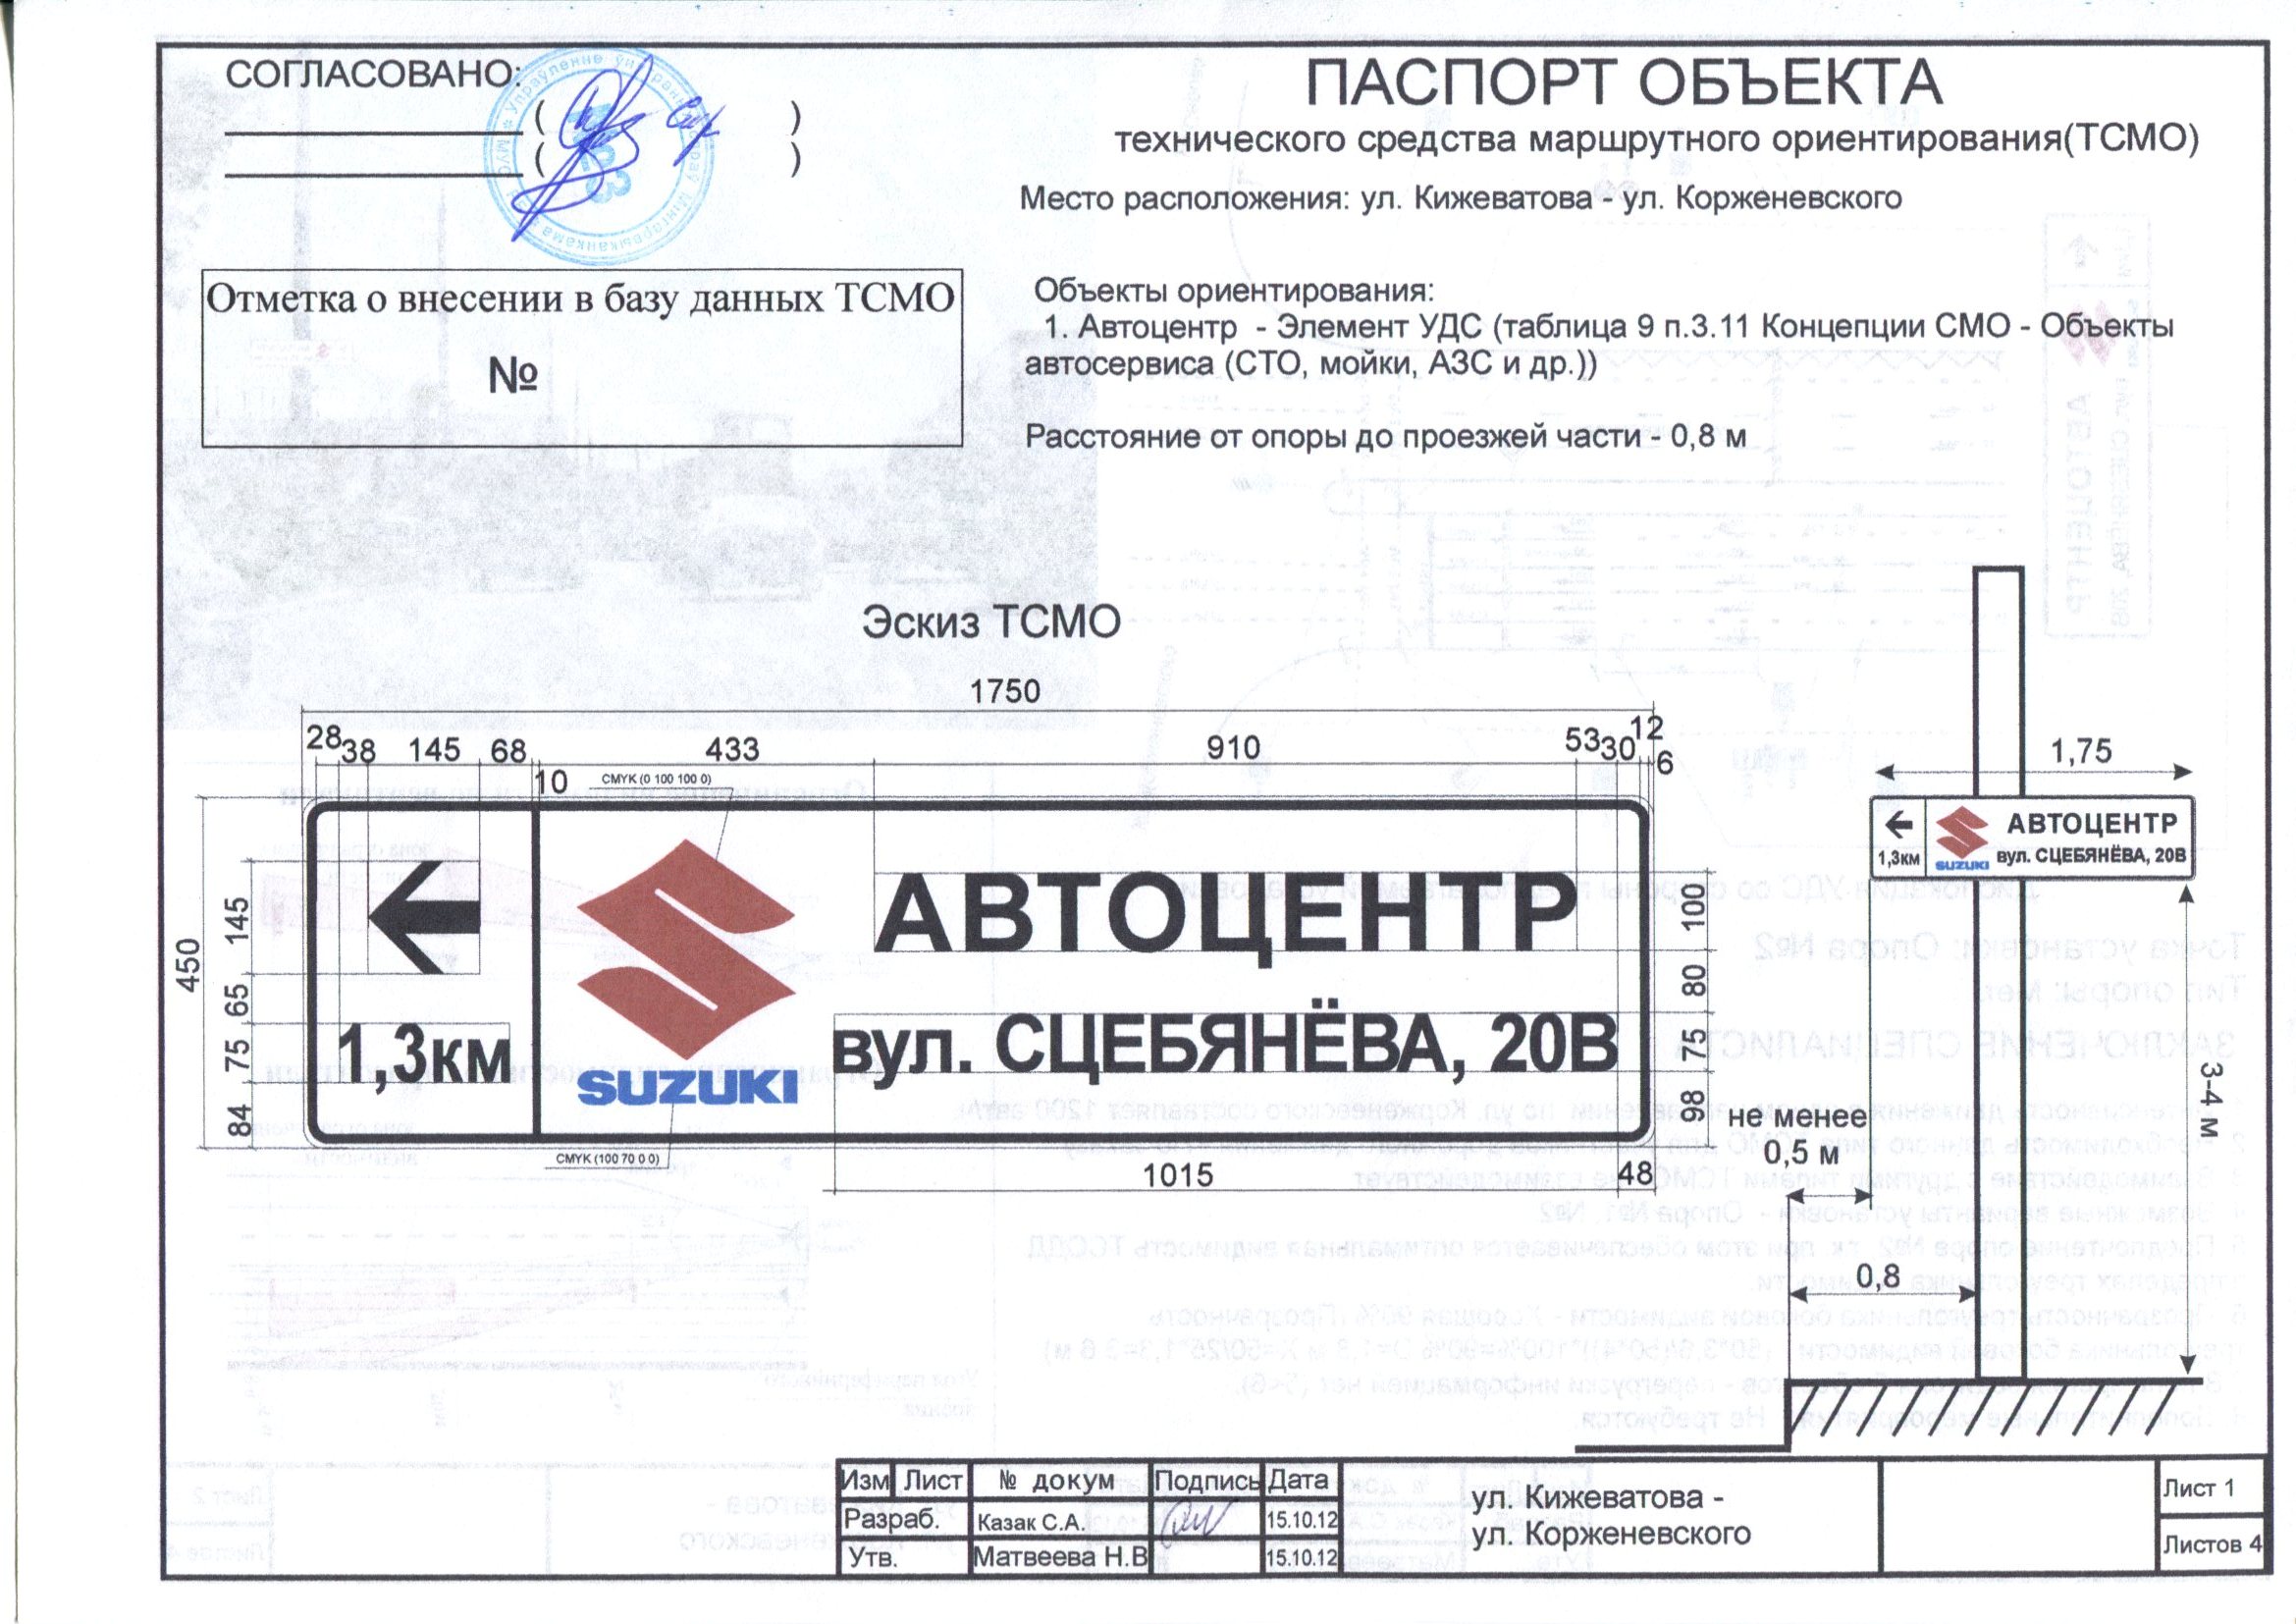 СОГЛАСОВАНО:
ПАСПОРТ ОБЪЕКТА
технического средства маршрутного ориентирования(ТСМО)
Место расположения: ул. Кижеватова - ул. Корженевского
Отметка о внесении в базу данных ТСМО
№
Объекты ориентирования:
1. Автоцентр - Элемент УДС (таблица 9 п.3.11 Концепции СМО - Объекты
автосервиса (СТО, мойки, АЗС и др.))
Расстояние от опоры до проезжей части - 0,8 м
Эскиз ТСМО
1750
28 38 145 68 10 433 910 53 30 12 6
CMYK (0 100 100 0)
450
145 65 75 84
АВТОЦЕНТР
1,3км
SUZUKI
вул. СЦЕБЯНЁВА, 20В
100 80 75 98
CMYK (100 70 0 0)
1015 48
1,75
АВТОЦЕНТР
1,3км SUZUKI вул. СЦЕБЯНЁВА, 20В
не менее
0,5 м
0,8
3-4 м
Изм Лист № докум Подпись Дата
Разраб. Казак С.А. 15.10.12
Утв. Матвеева Н.В 15.10.12
ул. Кижеватова -
ул. Корженевского
Лист 1
Листов 4